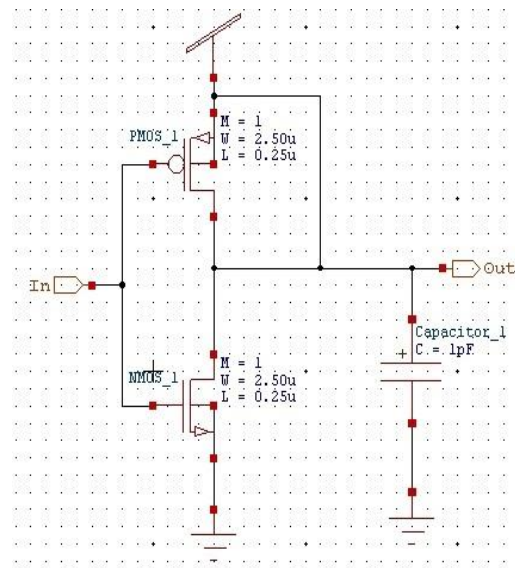 PMOS_1
M = 1
W = 2.50u
L = 0.25u
In
Out
Capacitor_1
C = 1pF
NMOS_1
M = 1
W = 2.50u
L = 0.25u